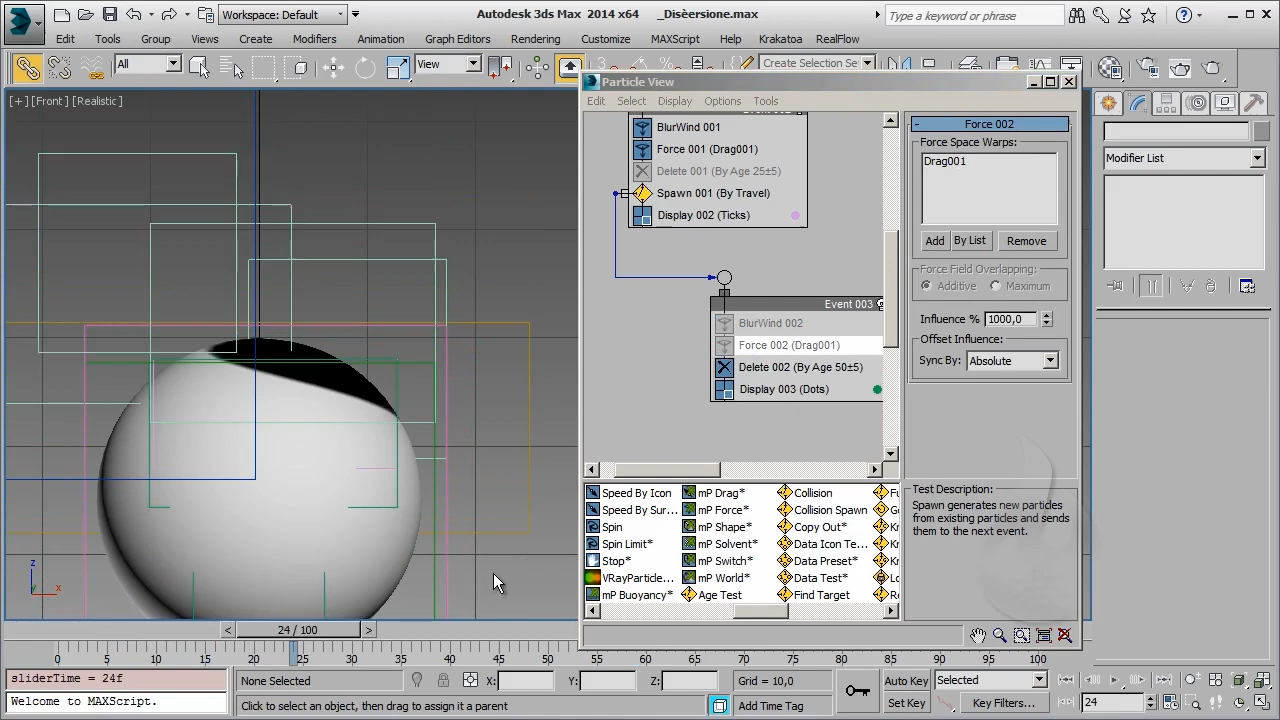 Workspace: Default
Autodesk 3ds Max 2014 x64 _Disèersione.max
Type a keyword or phrase
Edit Tools Group Views Create Modifiers Animation Graph Editors Rendering Customize MAXScript Help Krakatoa RealFlow
All
View
Create Selection Se
[+] [Front] [Realistic]
Particle View
Edit Select Display Options Tools
BlurWind 001
Force 001 (Drag001)
Delete 001 (By Age 25±5)
Spawn 001 (By Travel)
Display 002 (Ticks)
Event 003
BlurWind 002
Force 002 (Drag001)
Delete 002 (By Age 50±5)
Display 003 (Dots)
- Force 002
Force Space Warps:
Drag001
Add By List Remove
Force Field Overlapping:
Additive Maximum
Influence % 1000,0
Offset Influence:
Sync By: Absolute
Modifier List
Speed By Icon mP Drag* Collision
Speed By Sur... mP Force* Collision Spawn
Spin mP Shape* Copy Out*
Spin Limit* mP Solvent* Data Icon Te...
Stop* mP Switch* Data Preset*
VRayParticle... mP World* Data Test*
mP Buoyancy* Age Test Find Target
Test Description:
Spawn generates new particles
from existing particles and sends
them to the next event.
z
x
< 24 / 100 >
0 5 10 15 20 25 30 35 40 45 50 55 60 65 70 75 80 85 90 95 100
sliderTime = 24f
Welcome to MAXScript.
None Selected
X: Y: Z:
Grid = 10,0
Click to select an object, then drag to assign it a parent
Add Time Tag
Auto Key Selected
Set Key Key Filters...
24